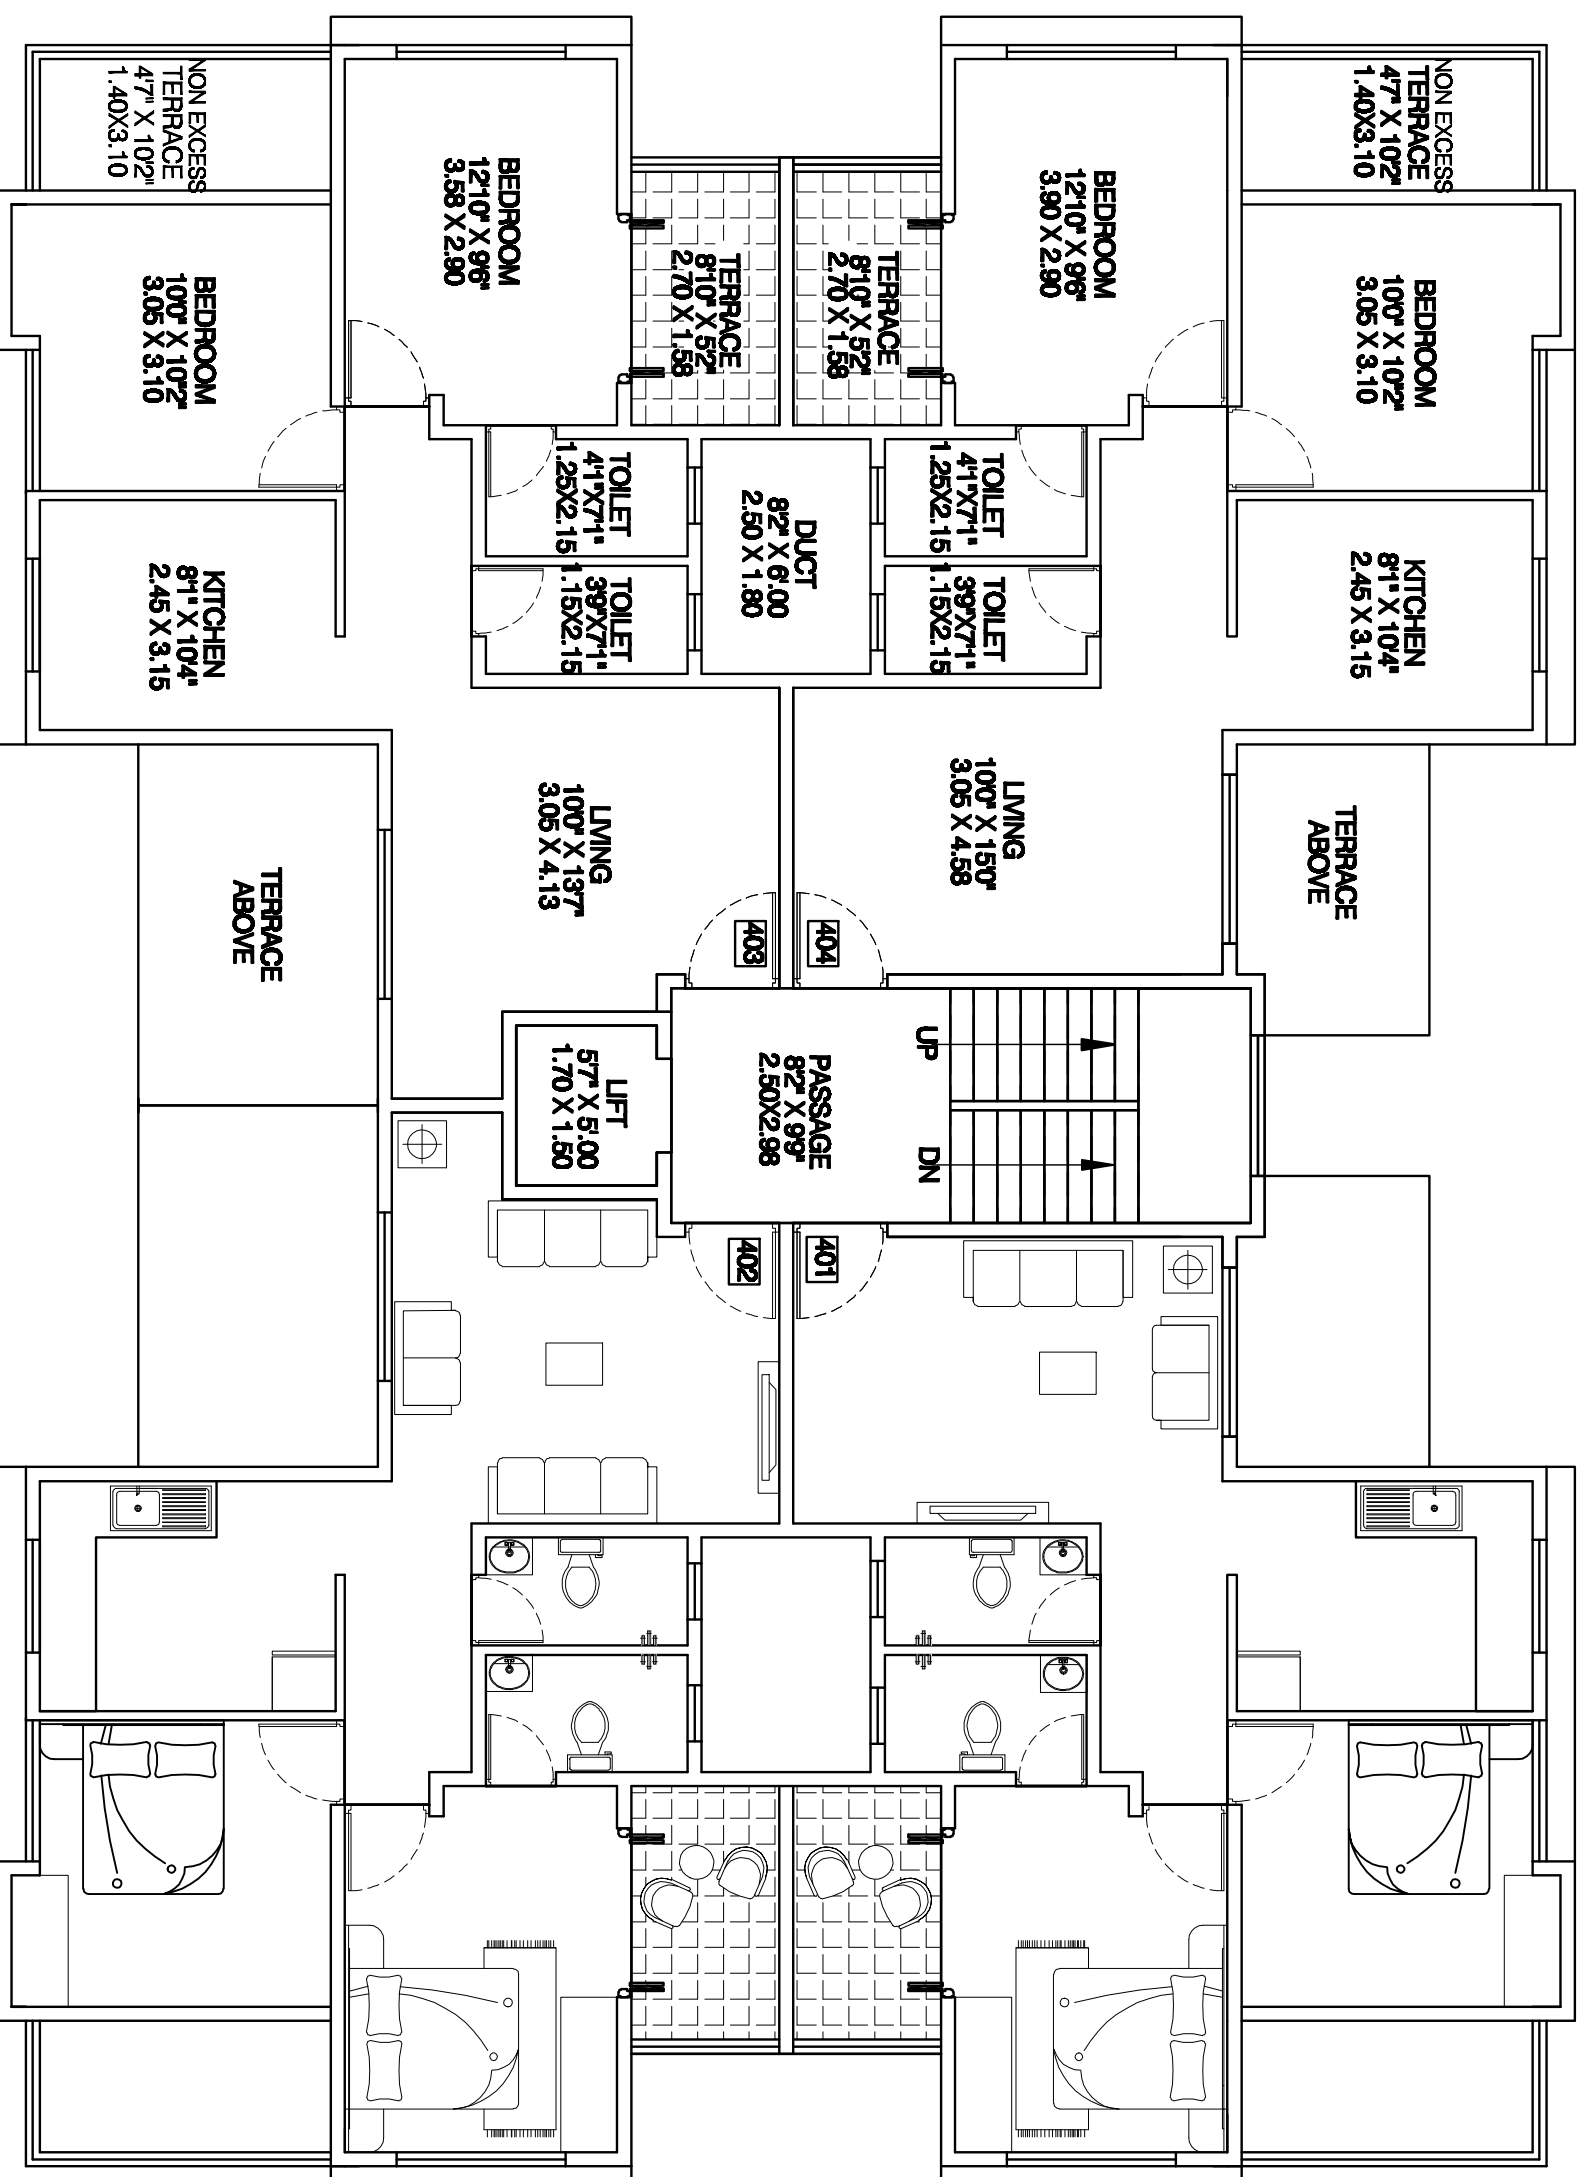 NON EXCESS
TERRACE
4'7" X 10'2"
1.40X3.10
BEDROOM
10'0" X 10'2"
3.05 X 3.10
KITCHEN
8'1" X 10'4"
2.45 X 3.15
TERRACE
ABOVE
BEDROOM
12'10" X 9'6"
3.90 X 2.90
TOILET
4'1"X7'1"
1.25X2.15
TOILET
3'9"X7'1"
1.15X2.15
LIVING
10'0" X 15'0"
3.05 X 4.58
TERRACE
8'10" X 5'2"
2.70 X 1.58
404
UP
DN
401
DUCT
8'2" X 6'.00
2.50 X 1.80
PASSAGE
8'2" X 9'9"
2.50X2.98
TERRACE
8'10" X 5'2"
2.70 X 1.58
403
402
TOILET
4'1"X7'1"
1.25X2.15
TOILET
3'9"X7'1"
1.15X2.15
LIVING
10'0" X 13'7"
3.05 X 4.13
LIFT
5'7" X 5'.00
1.70 X 1.50
BEDROOM
12'10" X 9'6"
3.58 X 2.90
NON EXCESS
TERRACE
4'7" X 10'2"
1.40X3.10
BEDROOM
10'0" X 10'2"
3.05 X 3.10
KITCHEN
8'1" X 10'4"
2.45 X 3.15
TERRACE
ABOVE